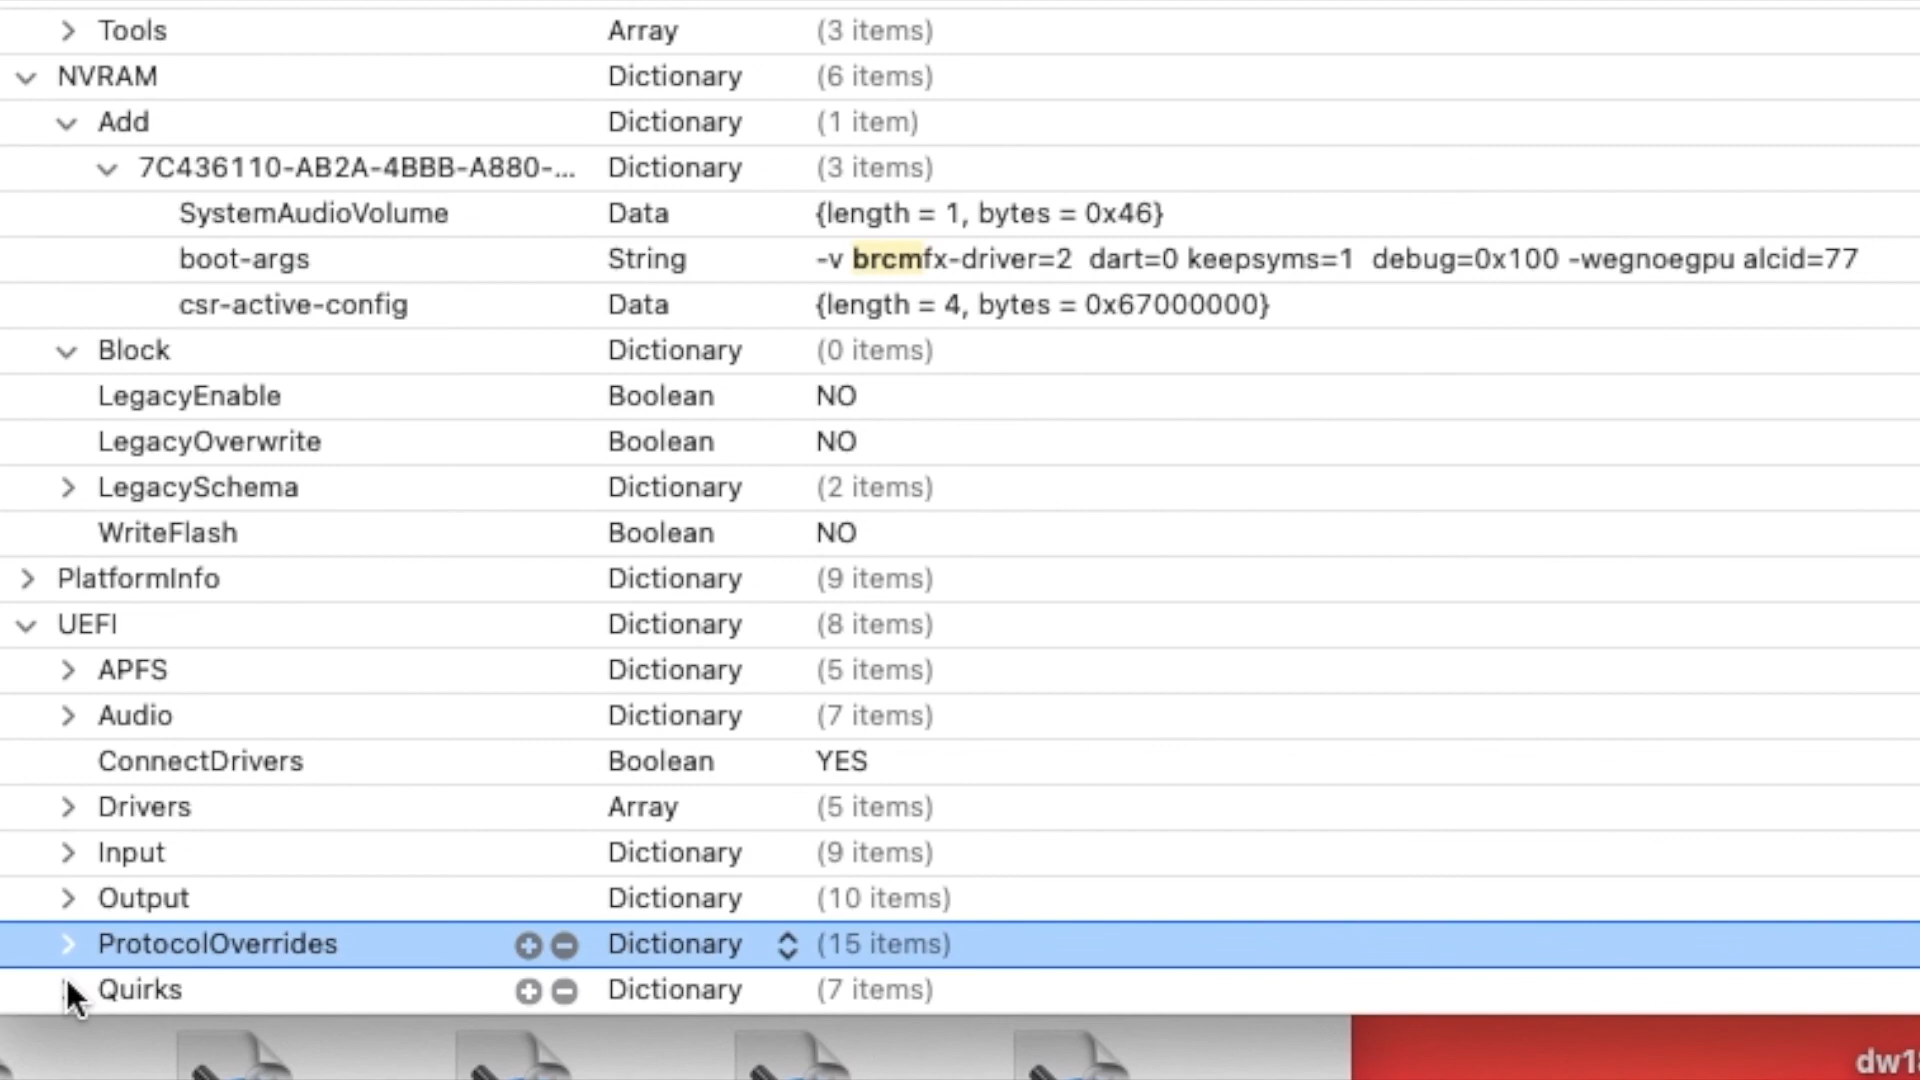 Tools Array (3 items)
NVRAM Dictionary (6 items)
Add Dictionary (1 item)
7C436110-AB2A-4BBB-A880-... Dictionary (3 items)
SystemAudioVolume Data {length = 1, bytes = 0x46}
boot-args String -v brcmfx-driver=2  dart=0 keepsyms=1  debug=0x100 -wegnoegpu alcid=77
csr-active-config Data {length = 4, bytes = 0x67000000}
Block Dictionary (0 items)
LegacyEnable Boolean NO
LegacyOverwrite Boolean NO
LegacySchema Dictionary (2 items)
WriteFlash Boolean NO
PlatformInfo Dictionary (9 items)
UEFI Dictionary (8 items)
APFS Dictionary (5 items)
Audio Dictionary (7 items)
ConnectDrivers Boolean YES
Drivers Array (5 items)
Input Dictionary (9 items)
Output Dictionary (10 items)
ProtocolOverrides Dictionary (15 items)
Quirks Dictionary (7 items)